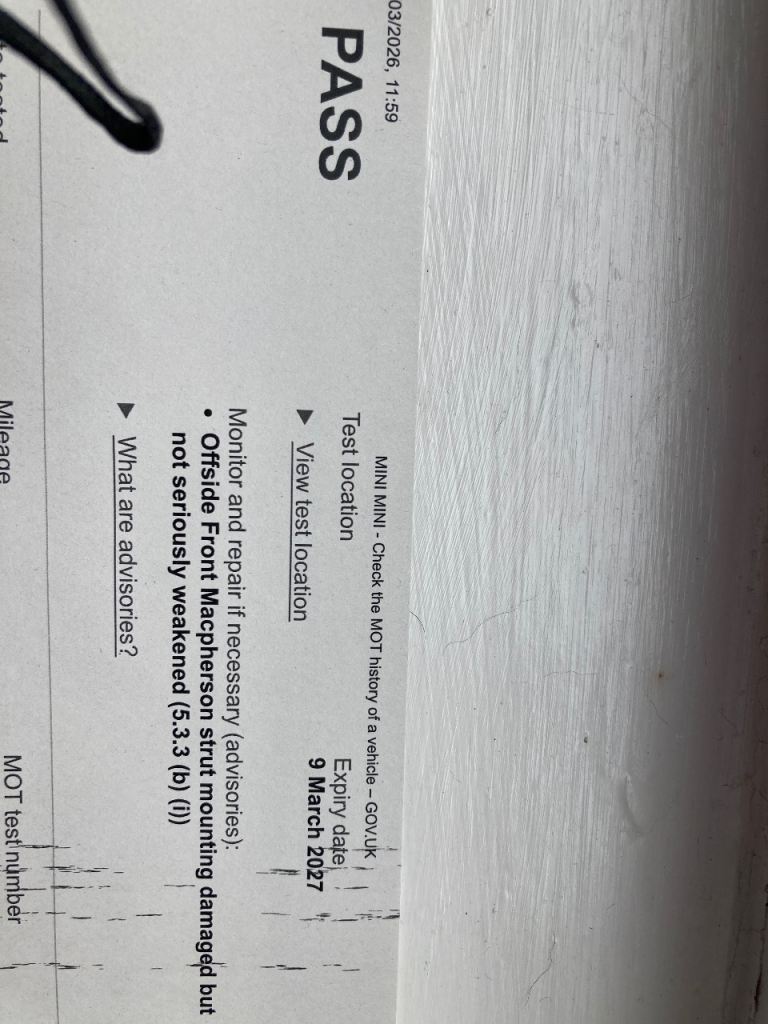 03/2026, 11:59
MINI MINI - Check the MOT history of a vehicle – GOV.UK
PASS
Test location
▶ View test location
Expiry date
9 March 2027
Monitor and repair if necessary (advisories):
• Offside Front Macpherson strut mounting damaged but
not seriously weakened (5.3.3 (b) (i))
▶ What are advisories?
tested
Mileage
MOT test number